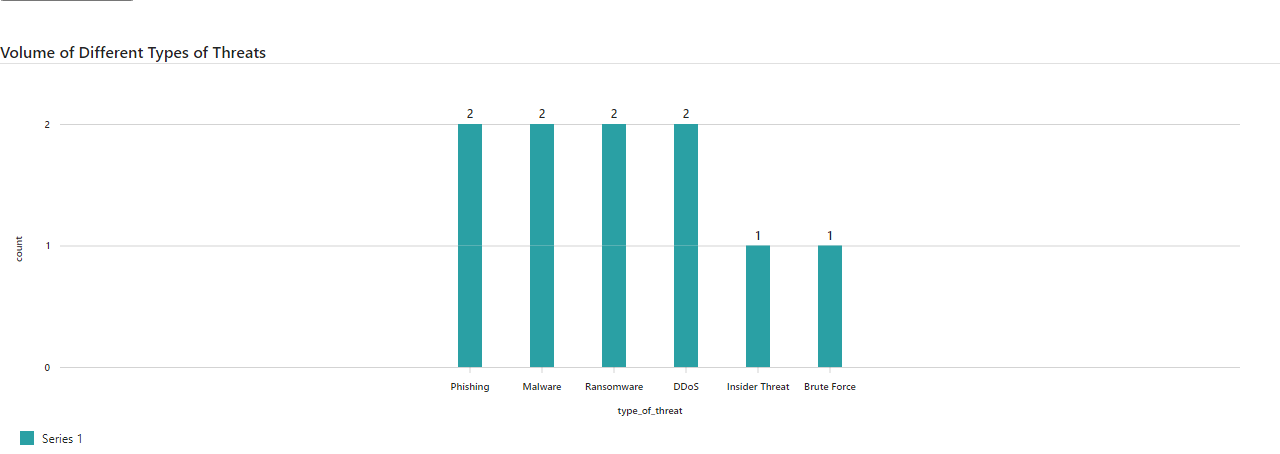 Volume of Different Types of Threats
2 2 2 2
2
1 1
1
count
0
Phishing Malware Ransomware DDoS Insider Threat Brute Force
type_of_threat
Series 1